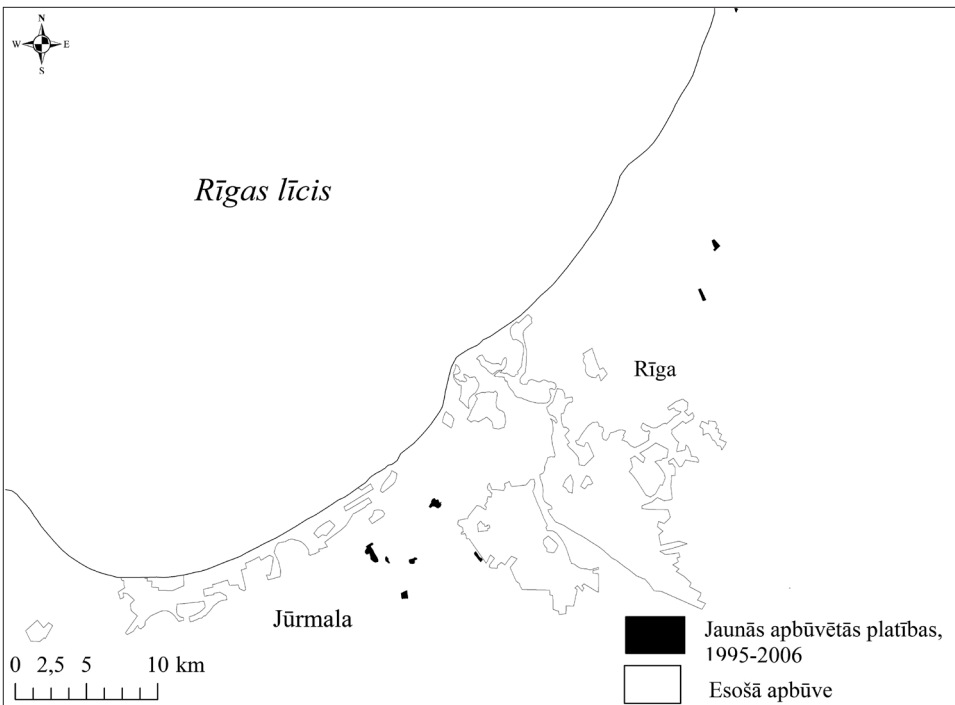 N
W E
S
Rīgas līcis
Rīga
Jūrmala
Jaunās apbūvētās platības,
1995-2006
Esošā apbūve
0 2,5 5 10 km